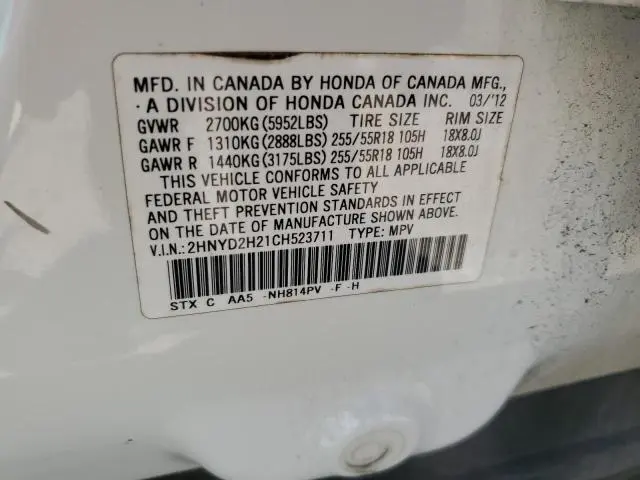 MFD. IN CANADA BY HONDA OF CANADA MFG.,
A DIVISION OF HONDA CANADA INC. 03/'12
GVWR 2700KG(5952LBS) TIRE SIZE RIM SIZE
GAWR F 1310KG(2888LBS) 255/55R18 105H 18X8.0J
GAWR R 1440KG(3175LBS) 255/55R18 105H 18X8.0J
THIS VEHICLE CONFORMS TO ALL APPLICABLE
FEDERAL MOTOR VEHICLE SAFETY
AND THEFT PREVENTION STANDARDS IN EFFECT
ON THE DATE OF MANUFACTURE SHOWN ABOVE.
V.I.N.: 2HNYD2H21CH523711 TYPE: MPV
STX C AA5 -NH814PV -F -H